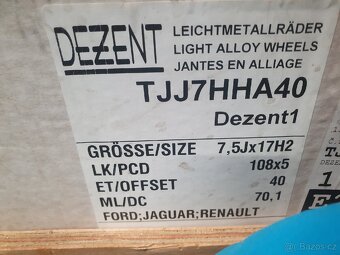 DEZENT
LEICHTMETALLRÄDER
LIGHT ALLOY WHEELS
JANTES EN ALLIAGE
TJJ7HHA40
Dezent1
GRÖSSE/SIZE 7,5Jx17H2
LK/PCD 108x5
ET/OFFSET 40
ML/DC 70,1
FORD;JAGUAR;RENAULT
TJ
1